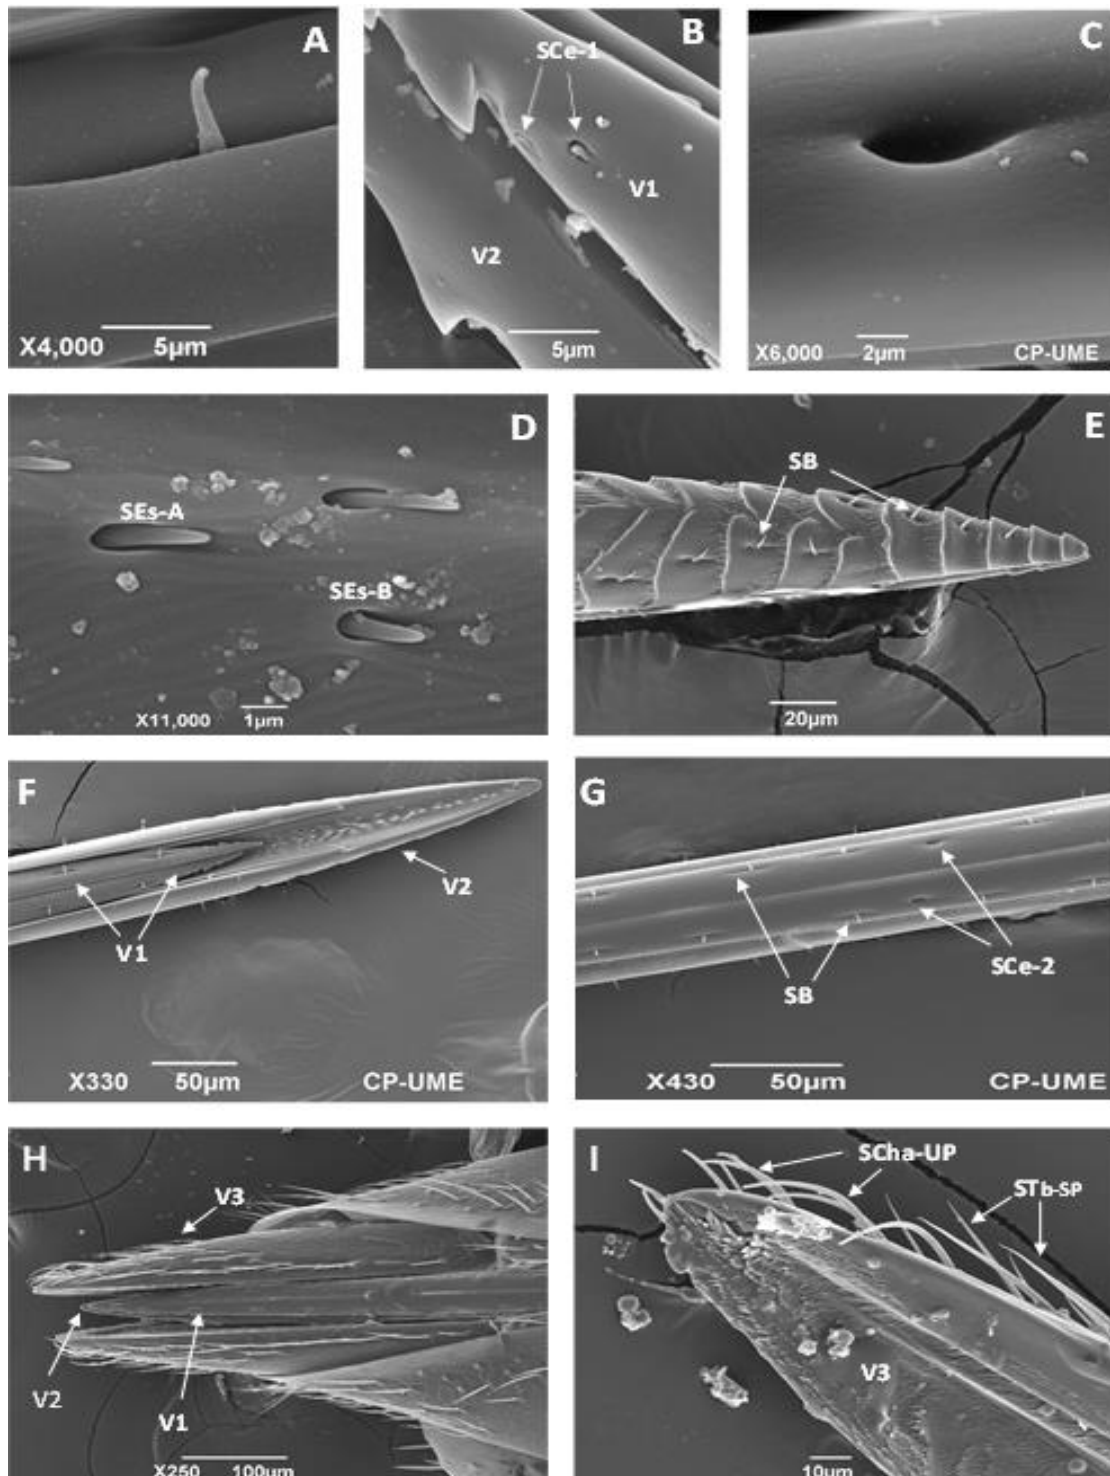 A
X4,000 5µm
B
SCe-1
V1
V2
5µm
C
X6,000 2µm CP-UME
D
SEs-A
SEs-B
X11,000 1µm
E
SB
20µm
F
V2
V1
X330 50µm CP-UME
G
SCe-2
SB
X430 50µm CP-UME
H
V3
V2
V1
X250 100µm
I
SCha-UP
STb-SP
V3
10µm